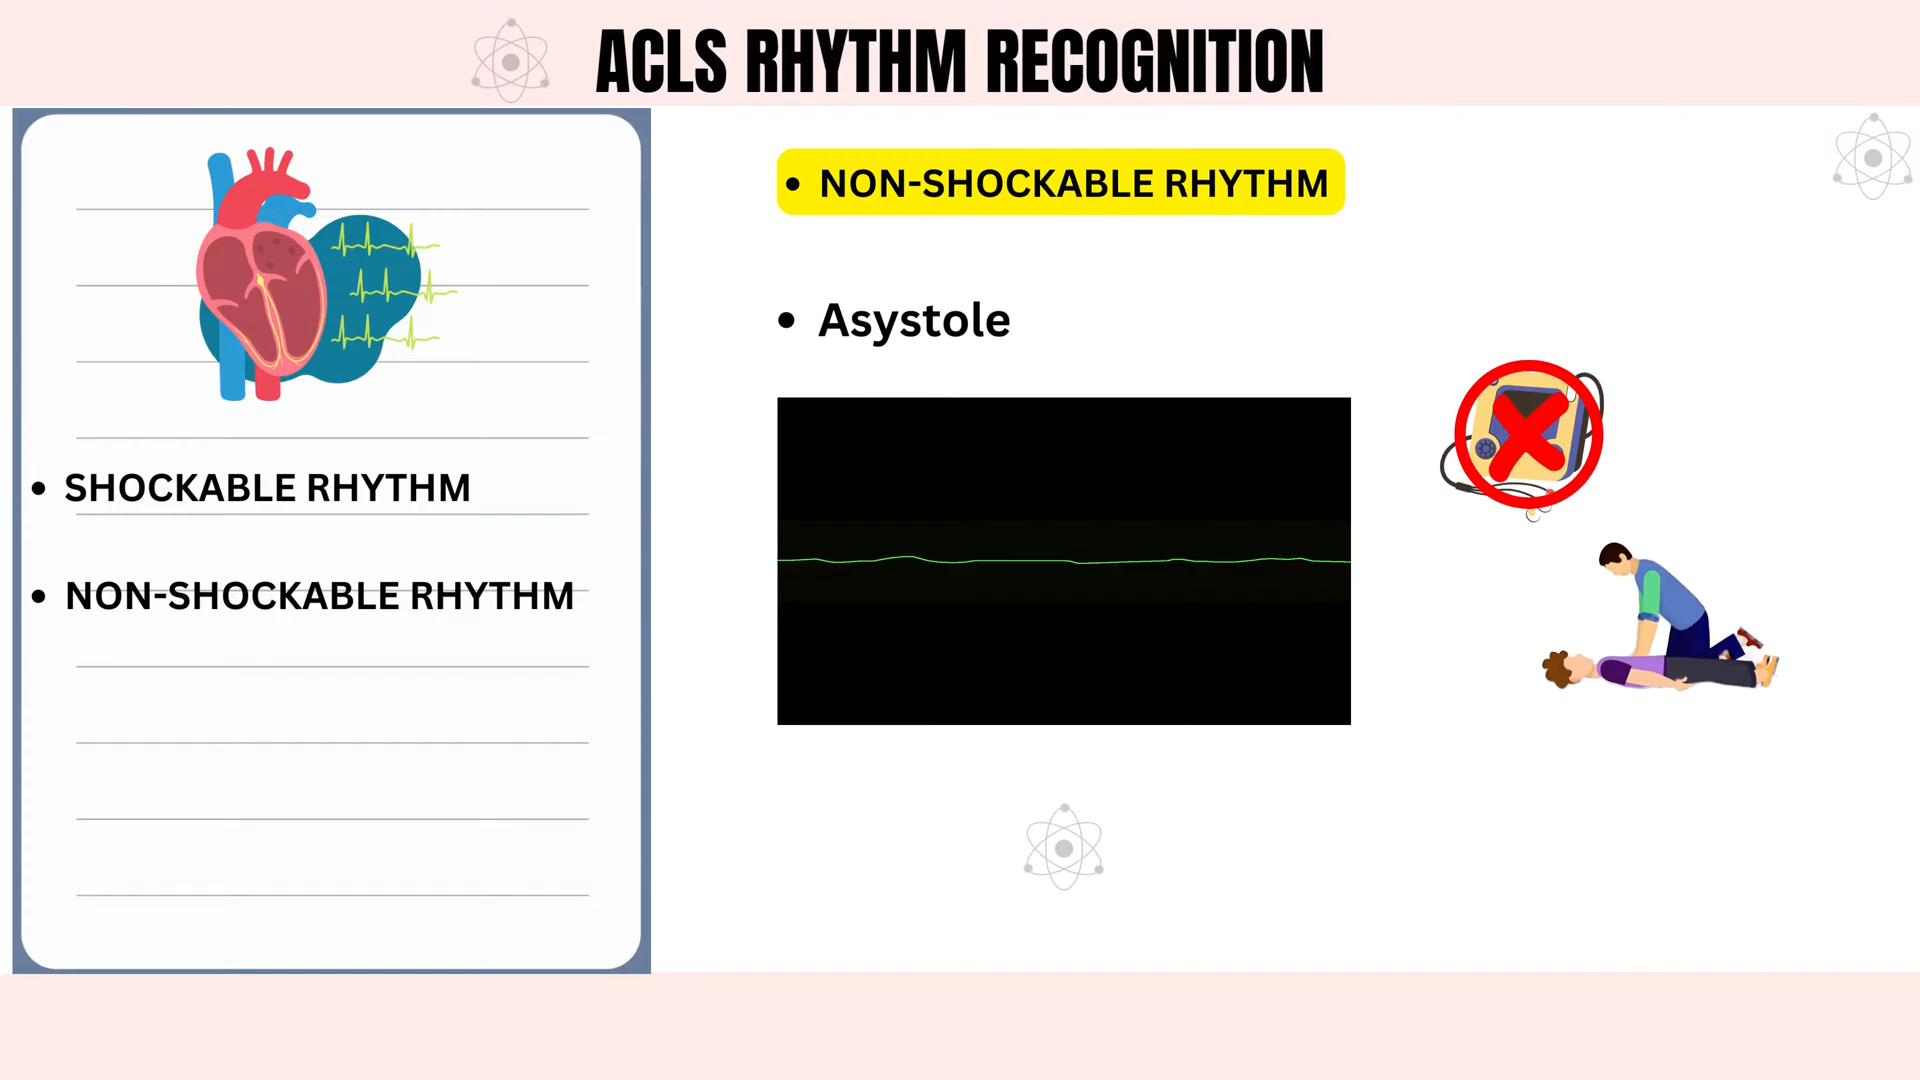 ACLS RHYTHM RECOGNITION
• SHOCKABLE RHYTHM
• NON-SHOCKABLE RHYTHM
• NON-SHOCKABLE RHYTHM
• Asystole